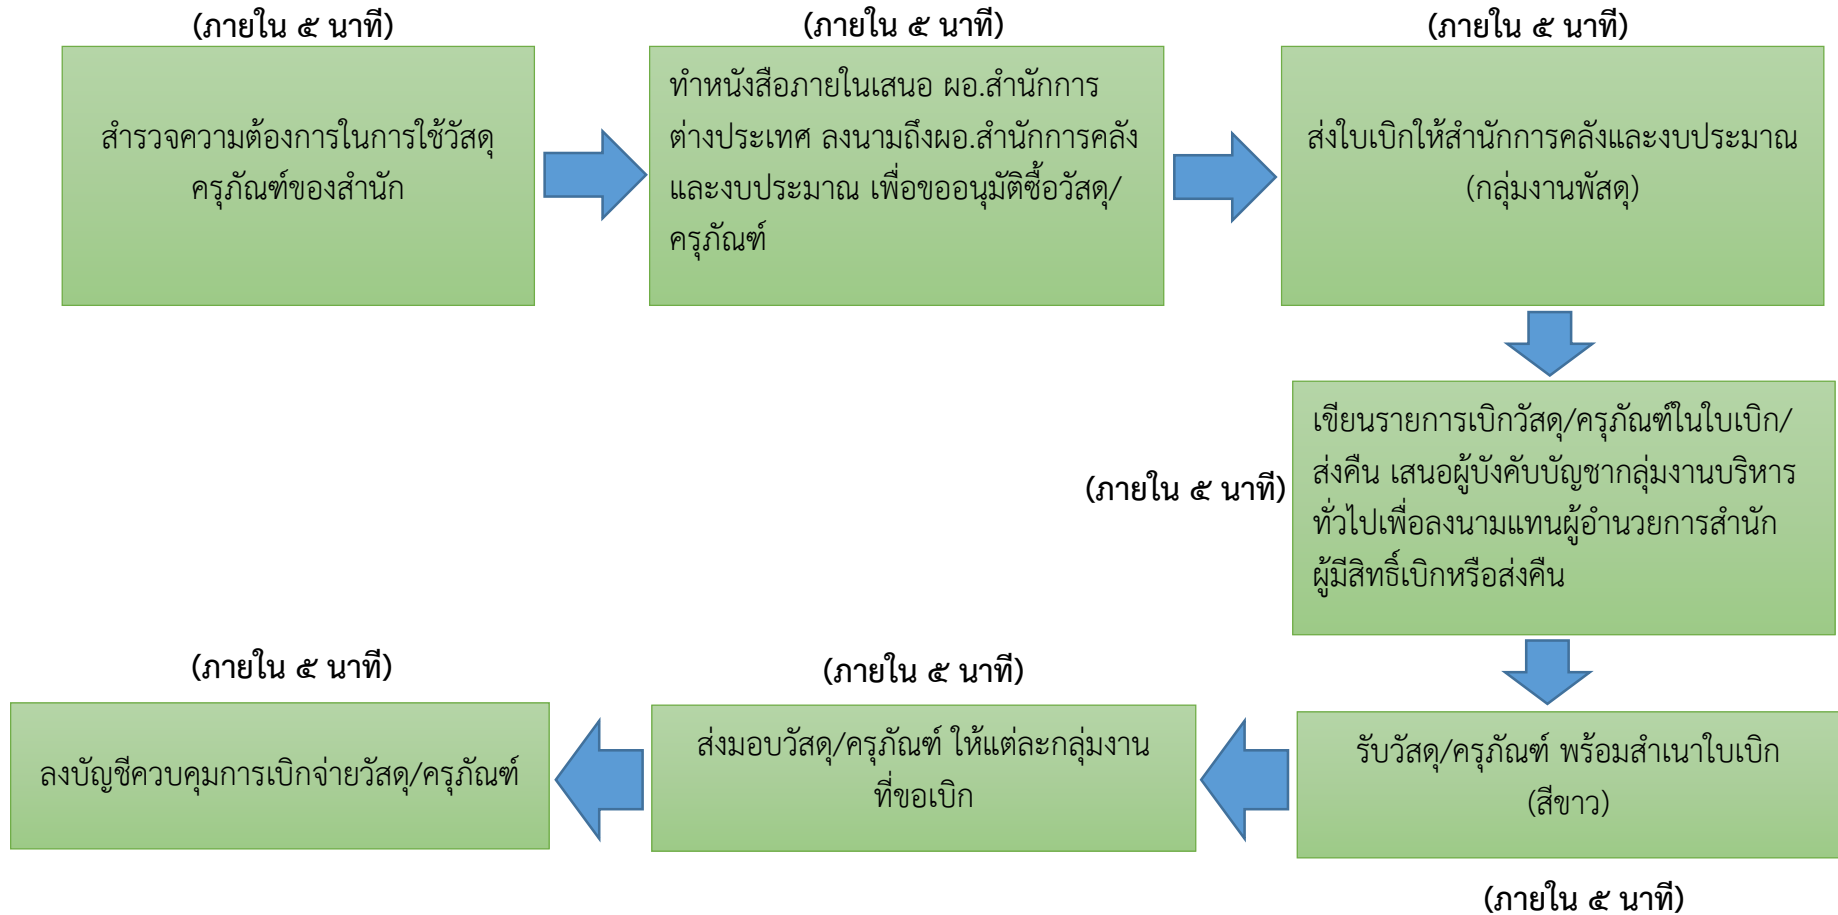 (ภายใน ๕ นาที)
สำรวจความต้องการในการใช้วัสดุ
ครุภัณฑ์ของสำนัก
(ภายใน ๕ นาที)
ทำหนังสือภายในเสนอ ผอ.สำนักการ
ต่างประเทศ ลงนามถึงผอ.สำนักการคลัง
และงบประมาณ เพื่อขออนุมัติซื้อวัสดุ/
ครุภัณฑ์
(ภายใน ๕ นาที)
ส่งใบเบิกให้สำนักการคลังและงบประมาณ
(กลุ่มงานพัสดุ)
(ภายใน ๕ นาที)
เขียนรายการเบิกวัสดุ/ครุภัณฑ์ในใบเบิก/
ส่งคืน เสนอผู้บังคับบัญชากลุ่มงานบริหาร
ทั่วไปเพื่อลงนามแทนผู้อำนวยการสำนัก
ผู้มีสิทธิ์เบิกหรือส่งคืน
รับวัสดุ/ครุภัณฑ์ พร้อมสำเนาใบเบิก
(สีขาว)
(ภายใน ๕ นาที)
(ภายใน ๕ นาที)
ส่งมอบวัสดุ/ครุภัณฑ์ ให้แต่ละกลุ่มงาน
ที่ขอเบิก
(ภายใน ๕ นาที)
ลงบัญชีควบคุมการเบิกจ่ายวัสดุ/ครุภัณฑ์